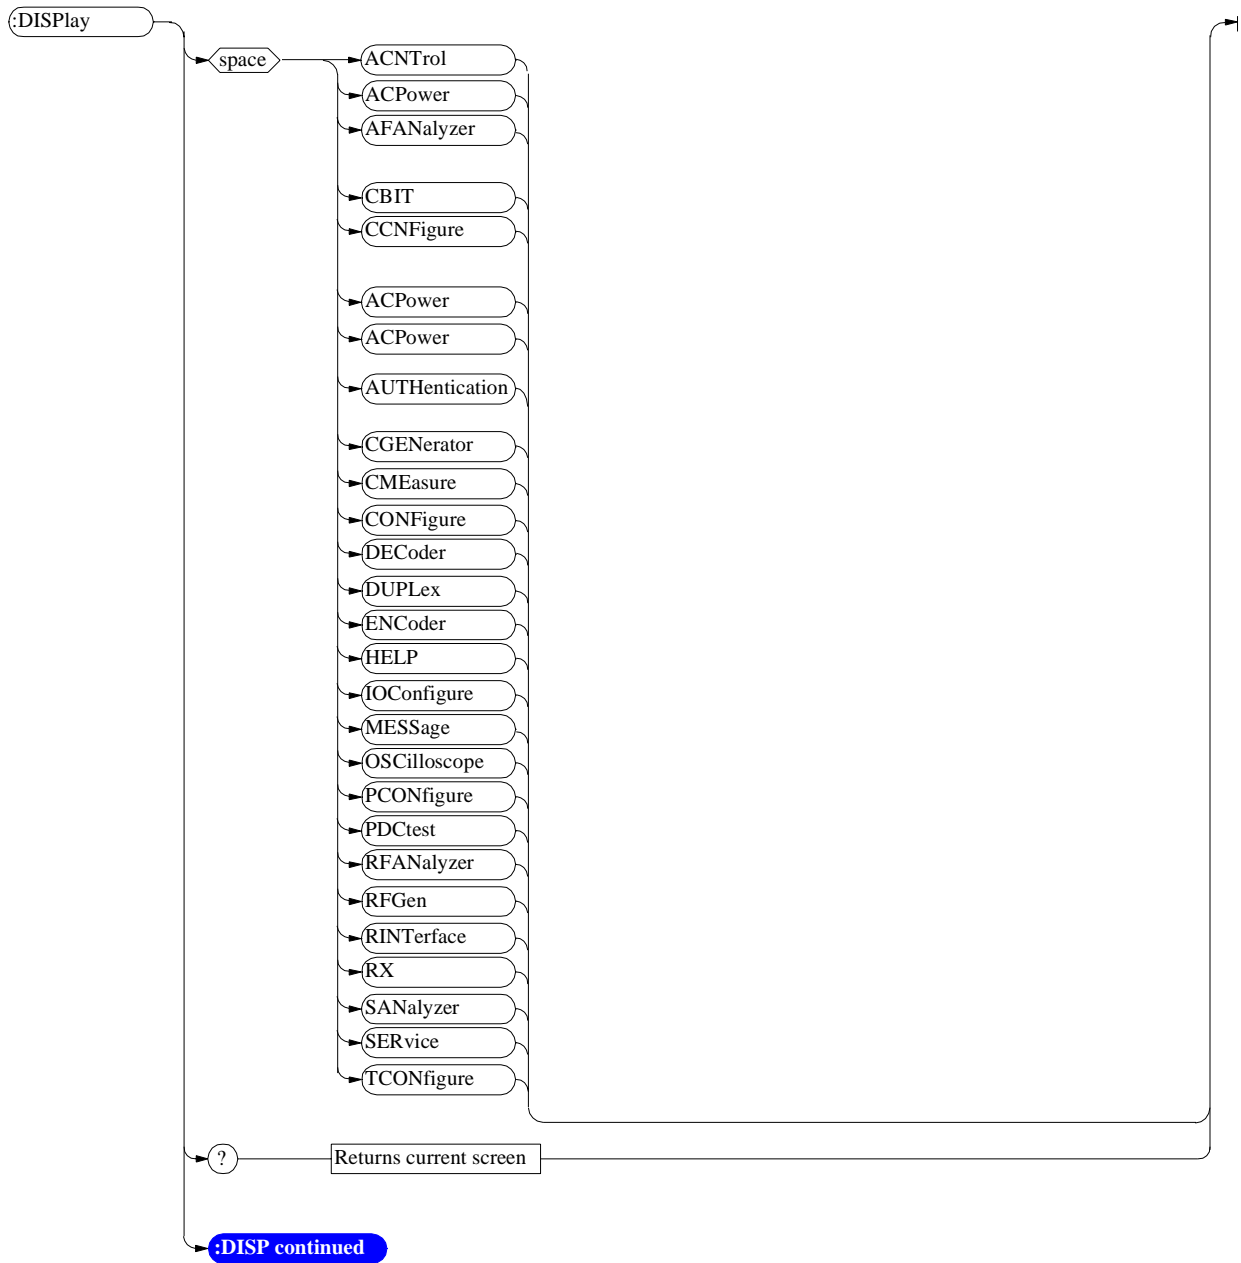 :DISPlay
space
ACNTrol
ACPower
AFANalyzer
CBIT
CCNFigure
ACPower
ACPower
AUTHentication
CGENerator
CMEasure
CONFigure
DECoder
DUPLex
ENCoder
HELP
IOConfigure
MESSage
OSCilloscope
PCONfigure
PDCtest
RFANalyzer
RFGen
RINTerface
RX
SANalyzer
SERvice
TCONfigure
? Returns current screen
:DISP continued